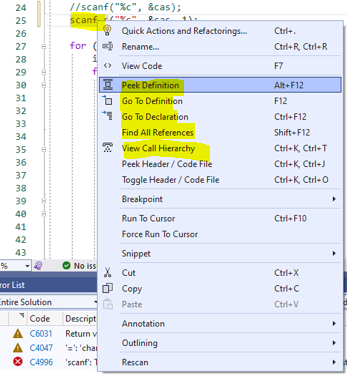 24 //scanf("%c", &cas);
25 scanf_s("%c", &cas, 1);
26
27 for (
28 i
29 f
30
31
32
33
34
35
36
37
38
39
40
43
Quick Actions and Refactorings... Ctrl+.
Rename... Ctrl+R, Ctrl+R
View Code F7
Peek Definition Alt+F12
Go To Definition F12
Go To Declaration Ctrl+F12
Find All References Shift+F12
View Call Hierarchy Ctrl+K, Ctrl+T
Peek Header / Code File Ctrl+K, Ctrl+J
Toggle Header / Code File Ctrl+K, Ctrl+O
Breakpoint
Run To Cursor Ctrl+F10
Force Run To Cursor
Snippet
Cut Ctrl+X
Copy Ctrl+C
Paste Ctrl+V
Annotation
Outlining
Rescan
% No iss
ror List
ntire Solution
Code Descript
C6031 Return v
C4047 '=': 'char
C4996 'scanf': T